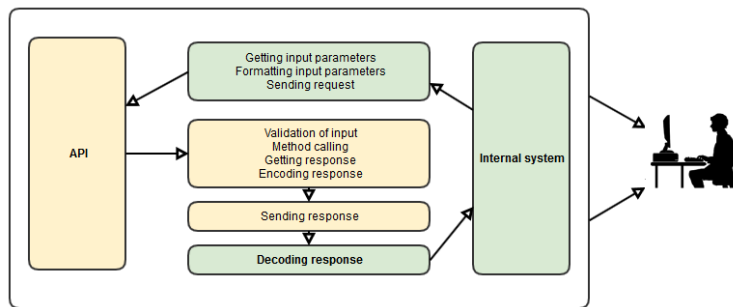 API
Getting input parameters
Formatting input parameters
Sending request
Validation of input
Method calling
Getting response
Encoding response
Sending response
Decoding response
Internal system